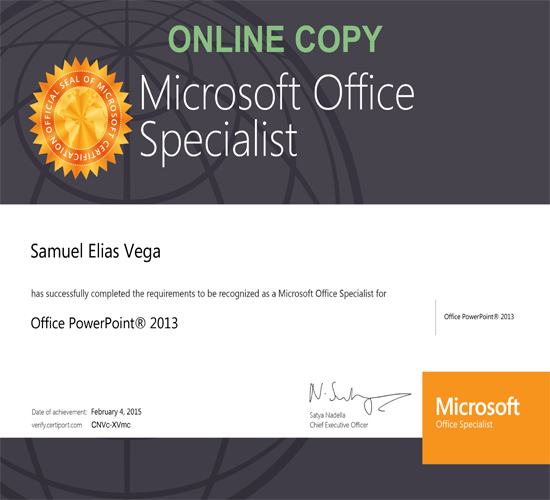 ONLINE COPY
OFFICIAL SEAL OF MICROSOFT CERTIFICATION
Microsoft Office
Specialist
Samuel Elias Vega
has successfully completed the requirements to be recognized as a Microsoft Office Specialist for
Office PowerPoint® 2013
Office PowerPoint® 2013
Date of achievement: February 4, 2015
verify.certiport.com CNVc-XVmc
Satya Nadella
Chief Executive Officer
Microsoft
Office Specialist